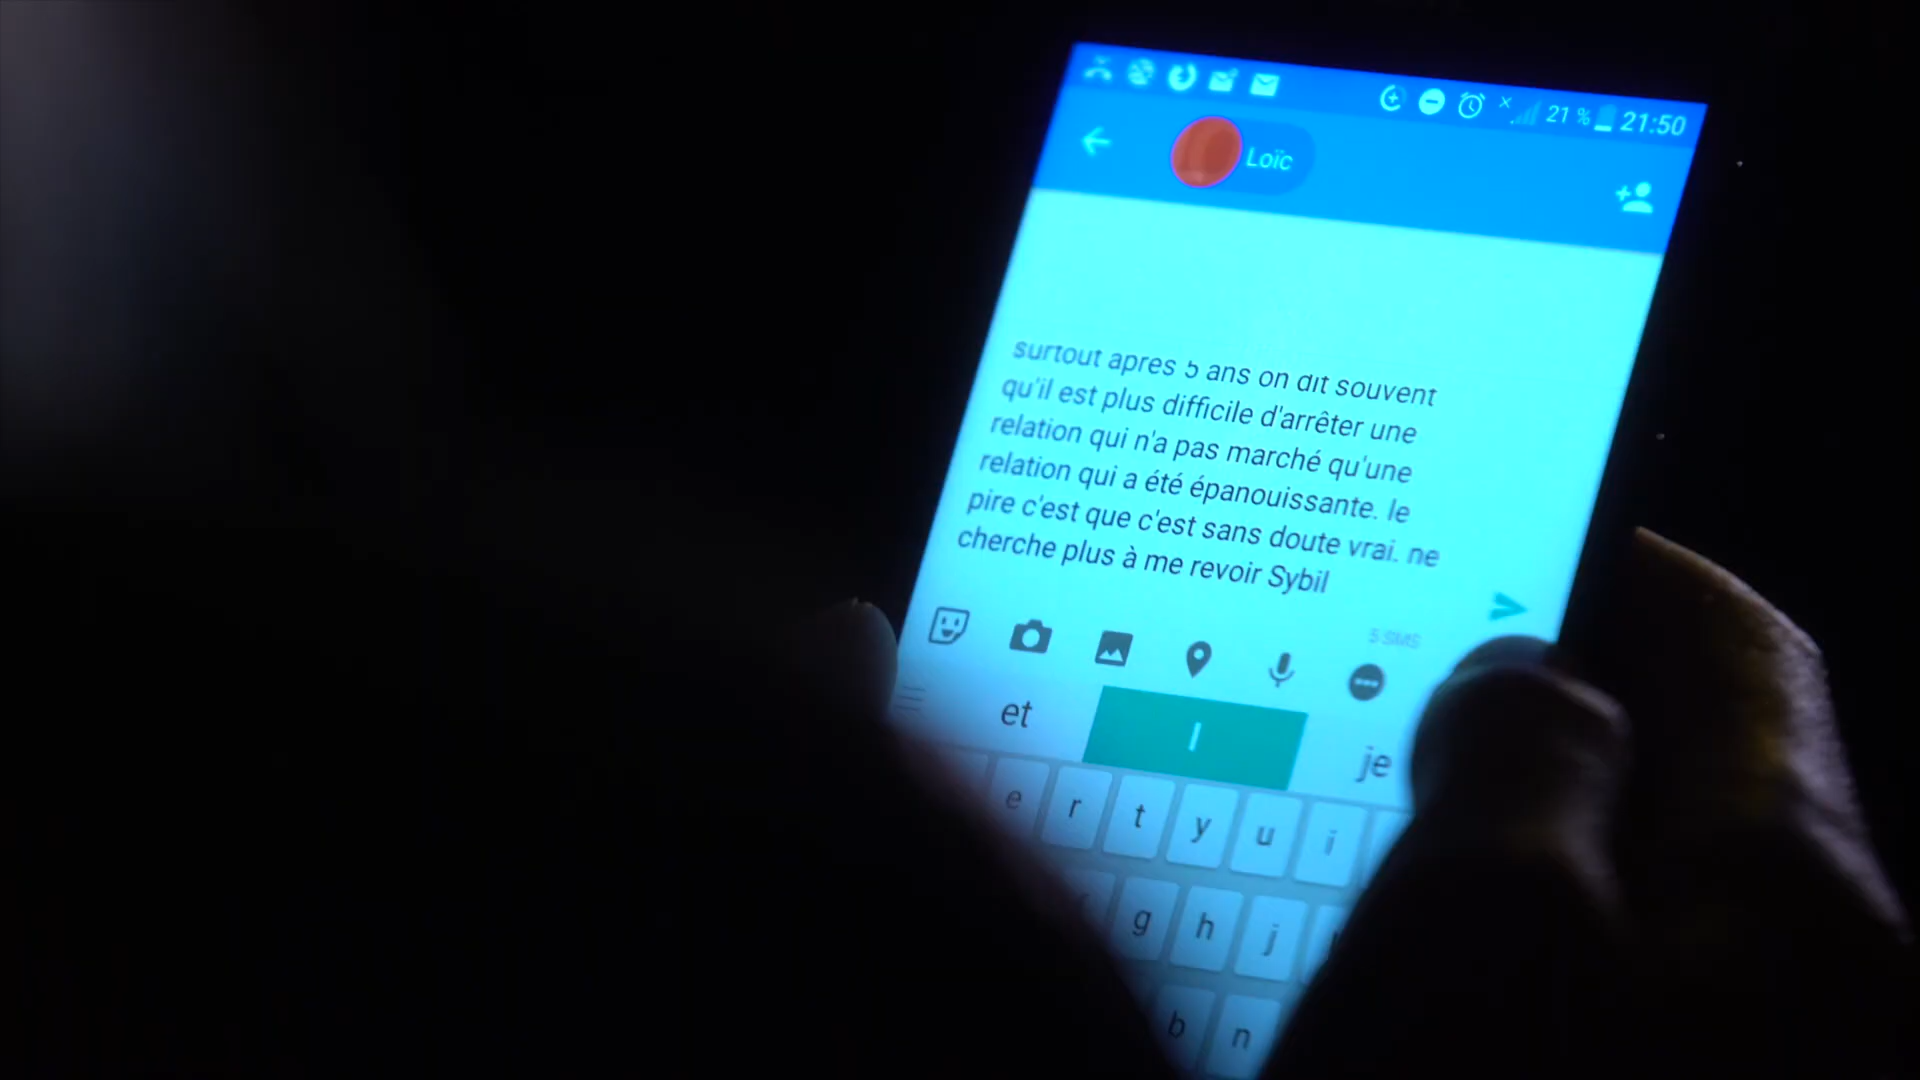 21 % 21:50
Loïc
surtout apres 5 ans on dit souvent
qu'il est plus difficile d'arrêter une
relation qui n'a pas marché qu'une
relation qui a été épanouissante. le
pire c'est que c'est sans doute vrai. ne
cherche plus à me revoir Sybil
5 SMS
et l je
e r t y u i
g h j
b n